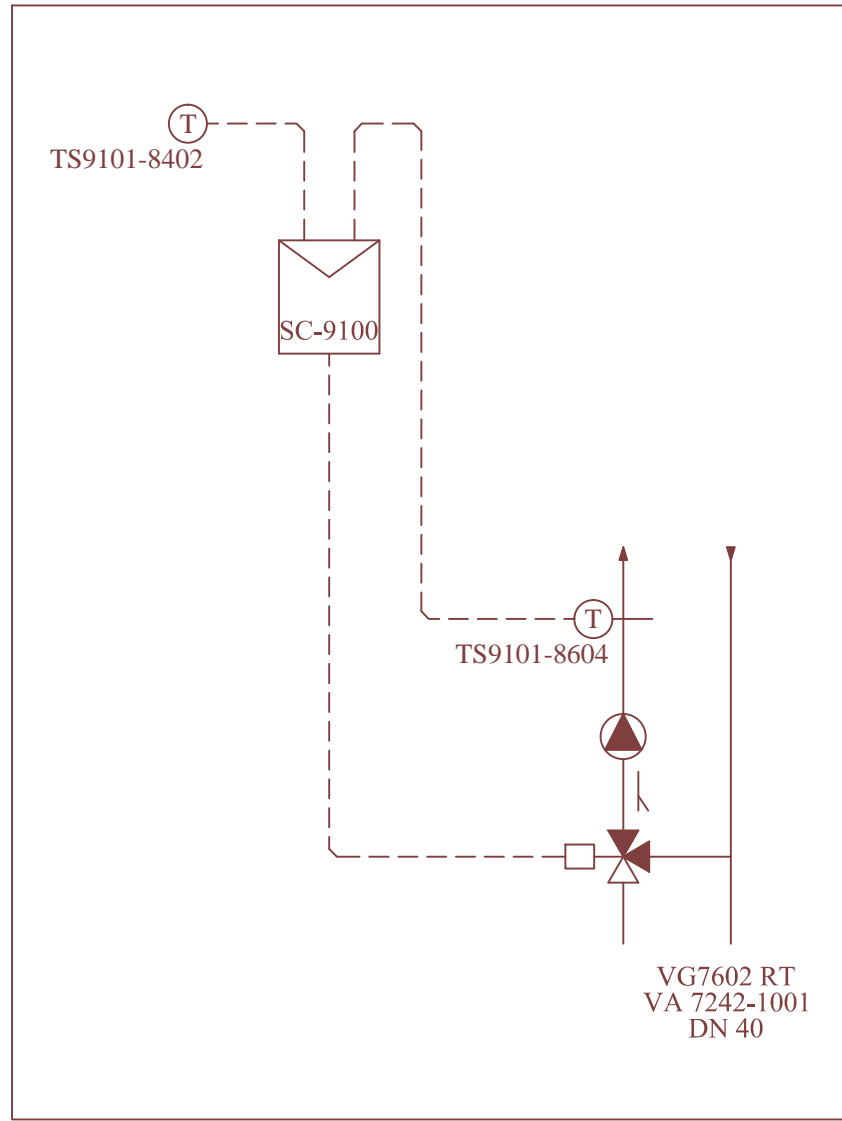 T
TS9101-8402
SC-9100
T
TS9101-8604
VG7602 RT
VA 7242-1001
DN 40